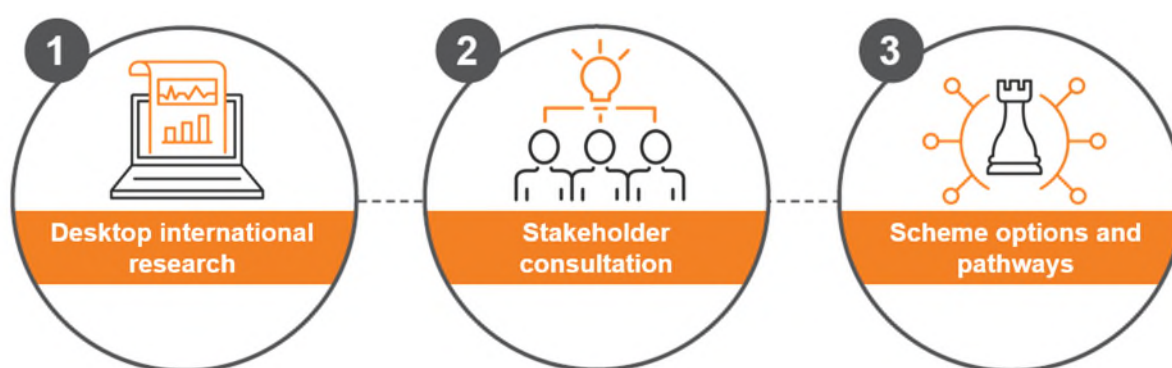 1
Desktop international
research
2
Stakeholder
consultation
3
Scheme options and
pathways